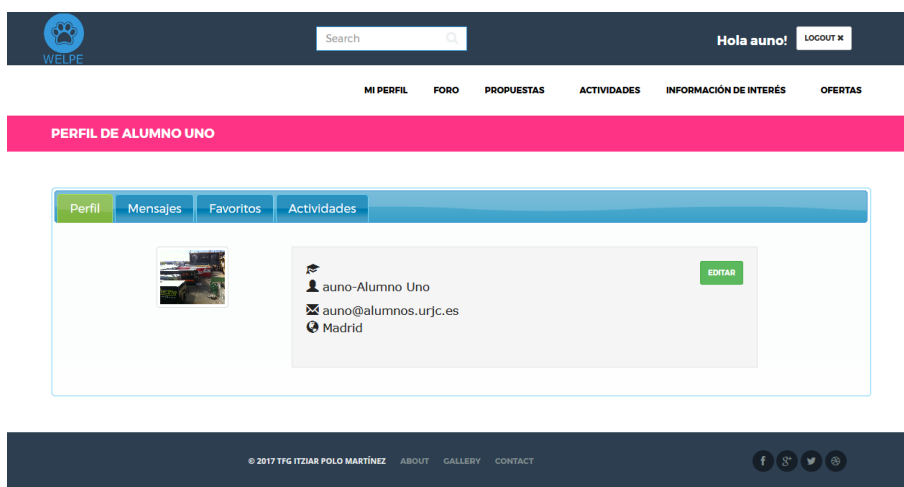 WELPE
Search
Hola auno!
LOGOUT ✖
MI PERFIL FORO PROPUESTAS ACTIVIDADES INFORMACIÓN DE INTERÉS OFERTAS
PERFIL DE ALUMNO UNO
Perfil Mensajes Favoritos Actividades
EDITAR
auno-Alumno Uno
auno@alumnos.urjc.es
Madrid
© 2017 TFG ITZIAR POLO MARTÍNEZ ABOUT GALLERY CONTACT